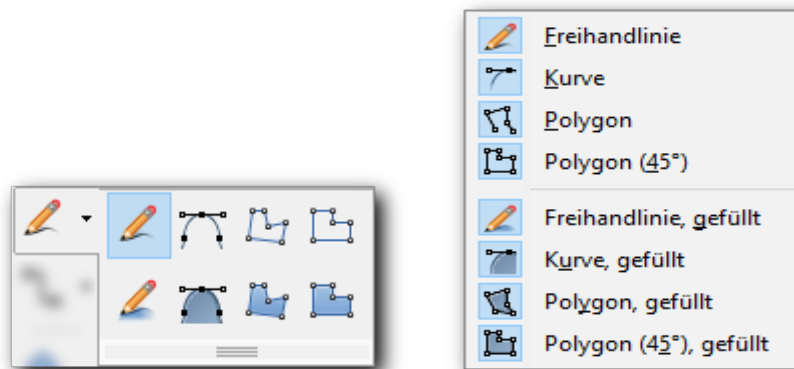 Freihandlinie
Kurve
Polygon
Polygon (45°)
Freihandlinie, gefüllt
Kurve, gefüllt
Polygon, gefüllt
Polygon (45°), gefüllt